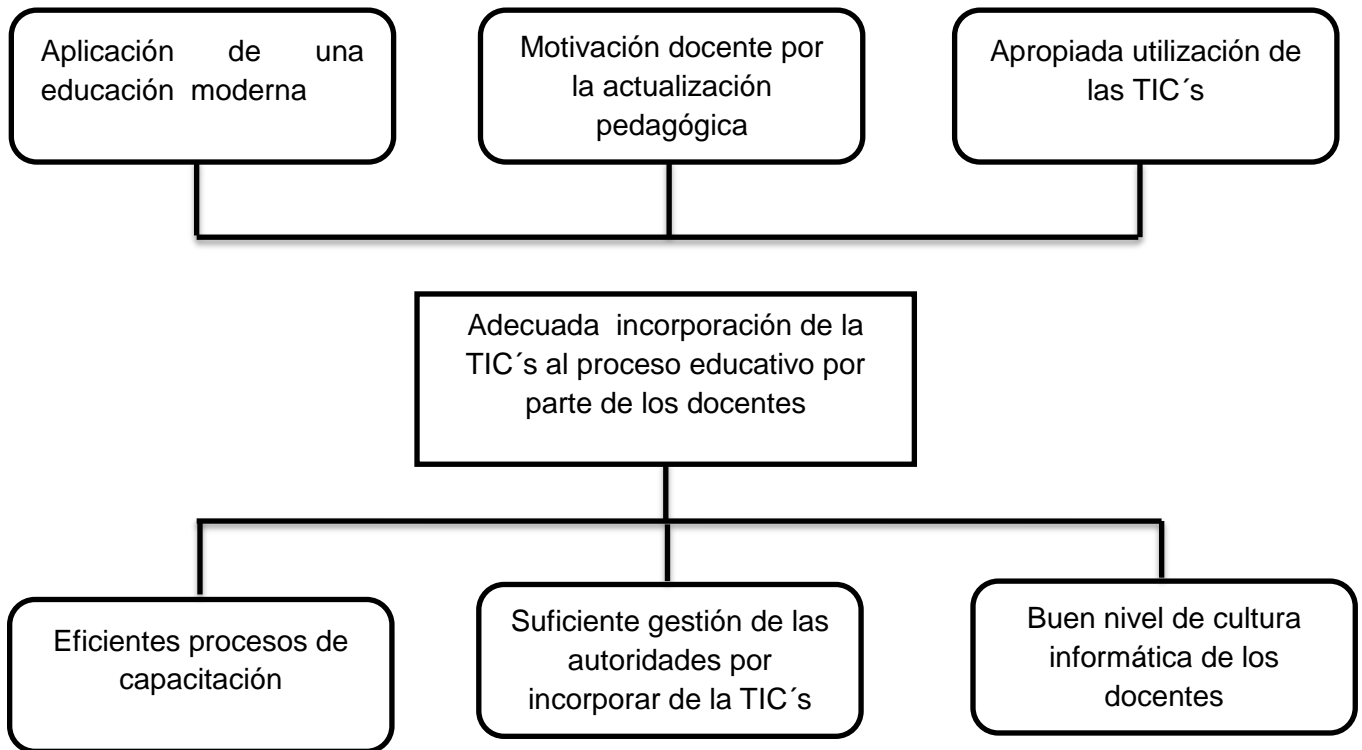 Aplicación de una
educación moderna
Motivación docente por
la actualización
pedagógica
Apropiada utilización de
las TIC´s
Adecuada incorporación de la
TIC´s al proceso educativo por
parte de los docentes
Eficientes procesos de
capacitación
Suficiente gestión de las
autoridades por
incorporar de la TIC´s
Buen nivel de cultura
informática de los
docentes